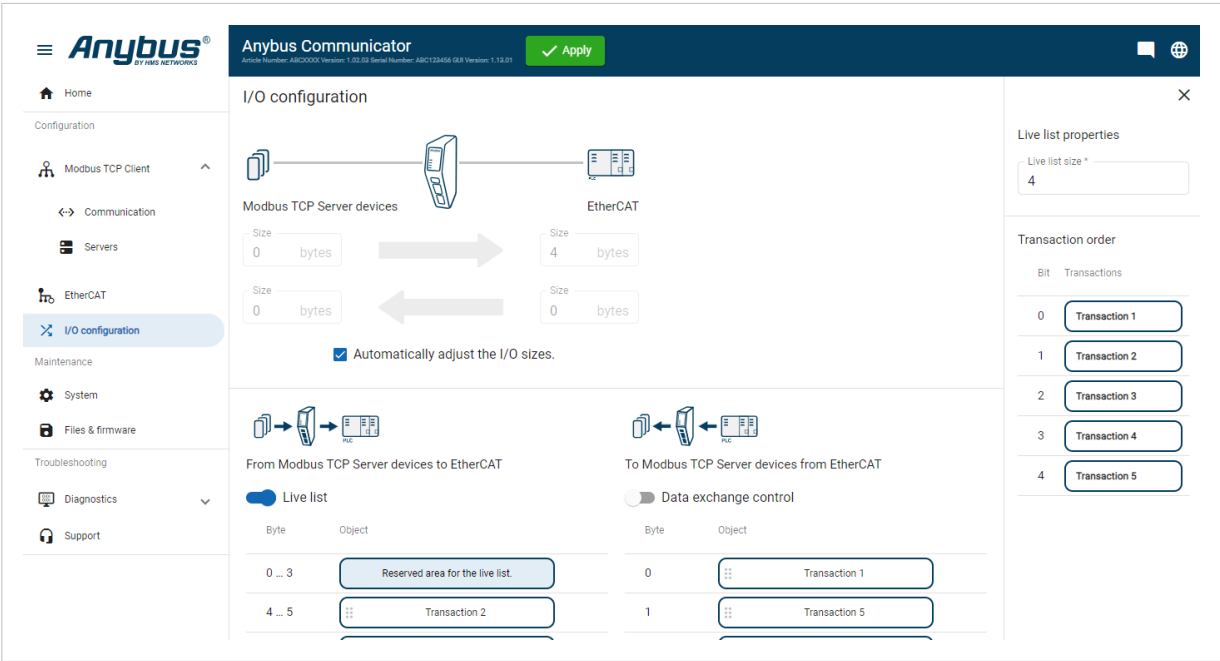 Anybus®
BY HMS NETWORKS
Anybus Communicator
Article Number: ABCXXXX Version: 1.02.03 Serial Number: ABC123456 GUI Version: 1.13.01
Apply
Home
Configuration
Modbus TCP Client
Communication
Servers
EtherCAT
I/O configuration
Maintenance
System
Files & firmware
Troubleshooting
Diagnostics
Support
I/O configuration
PLC
Modbus TCP Server devices
EtherCAT
Size
0 bytes
Size
4 bytes
Size
0 bytes
Size
0 bytes
Automatically adjust the I/O sizes.
PLC
From Modbus TCP Server devices to EtherCAT
Live list
Byte Object
0 ... 3 Reserved area for the live list.
4 ... 5 Transaction 2
PLC
To Modbus TCP Server devices from EtherCAT
Data exchange control
Byte Object
0 Transaction 1
1 Transaction 5
Live list properties
Live list size *
4
Transaction order
Bit Transactions
0 Transaction 1
1 Transaction 2
2 Transaction 3
3 Transaction 4
4 Transaction 5